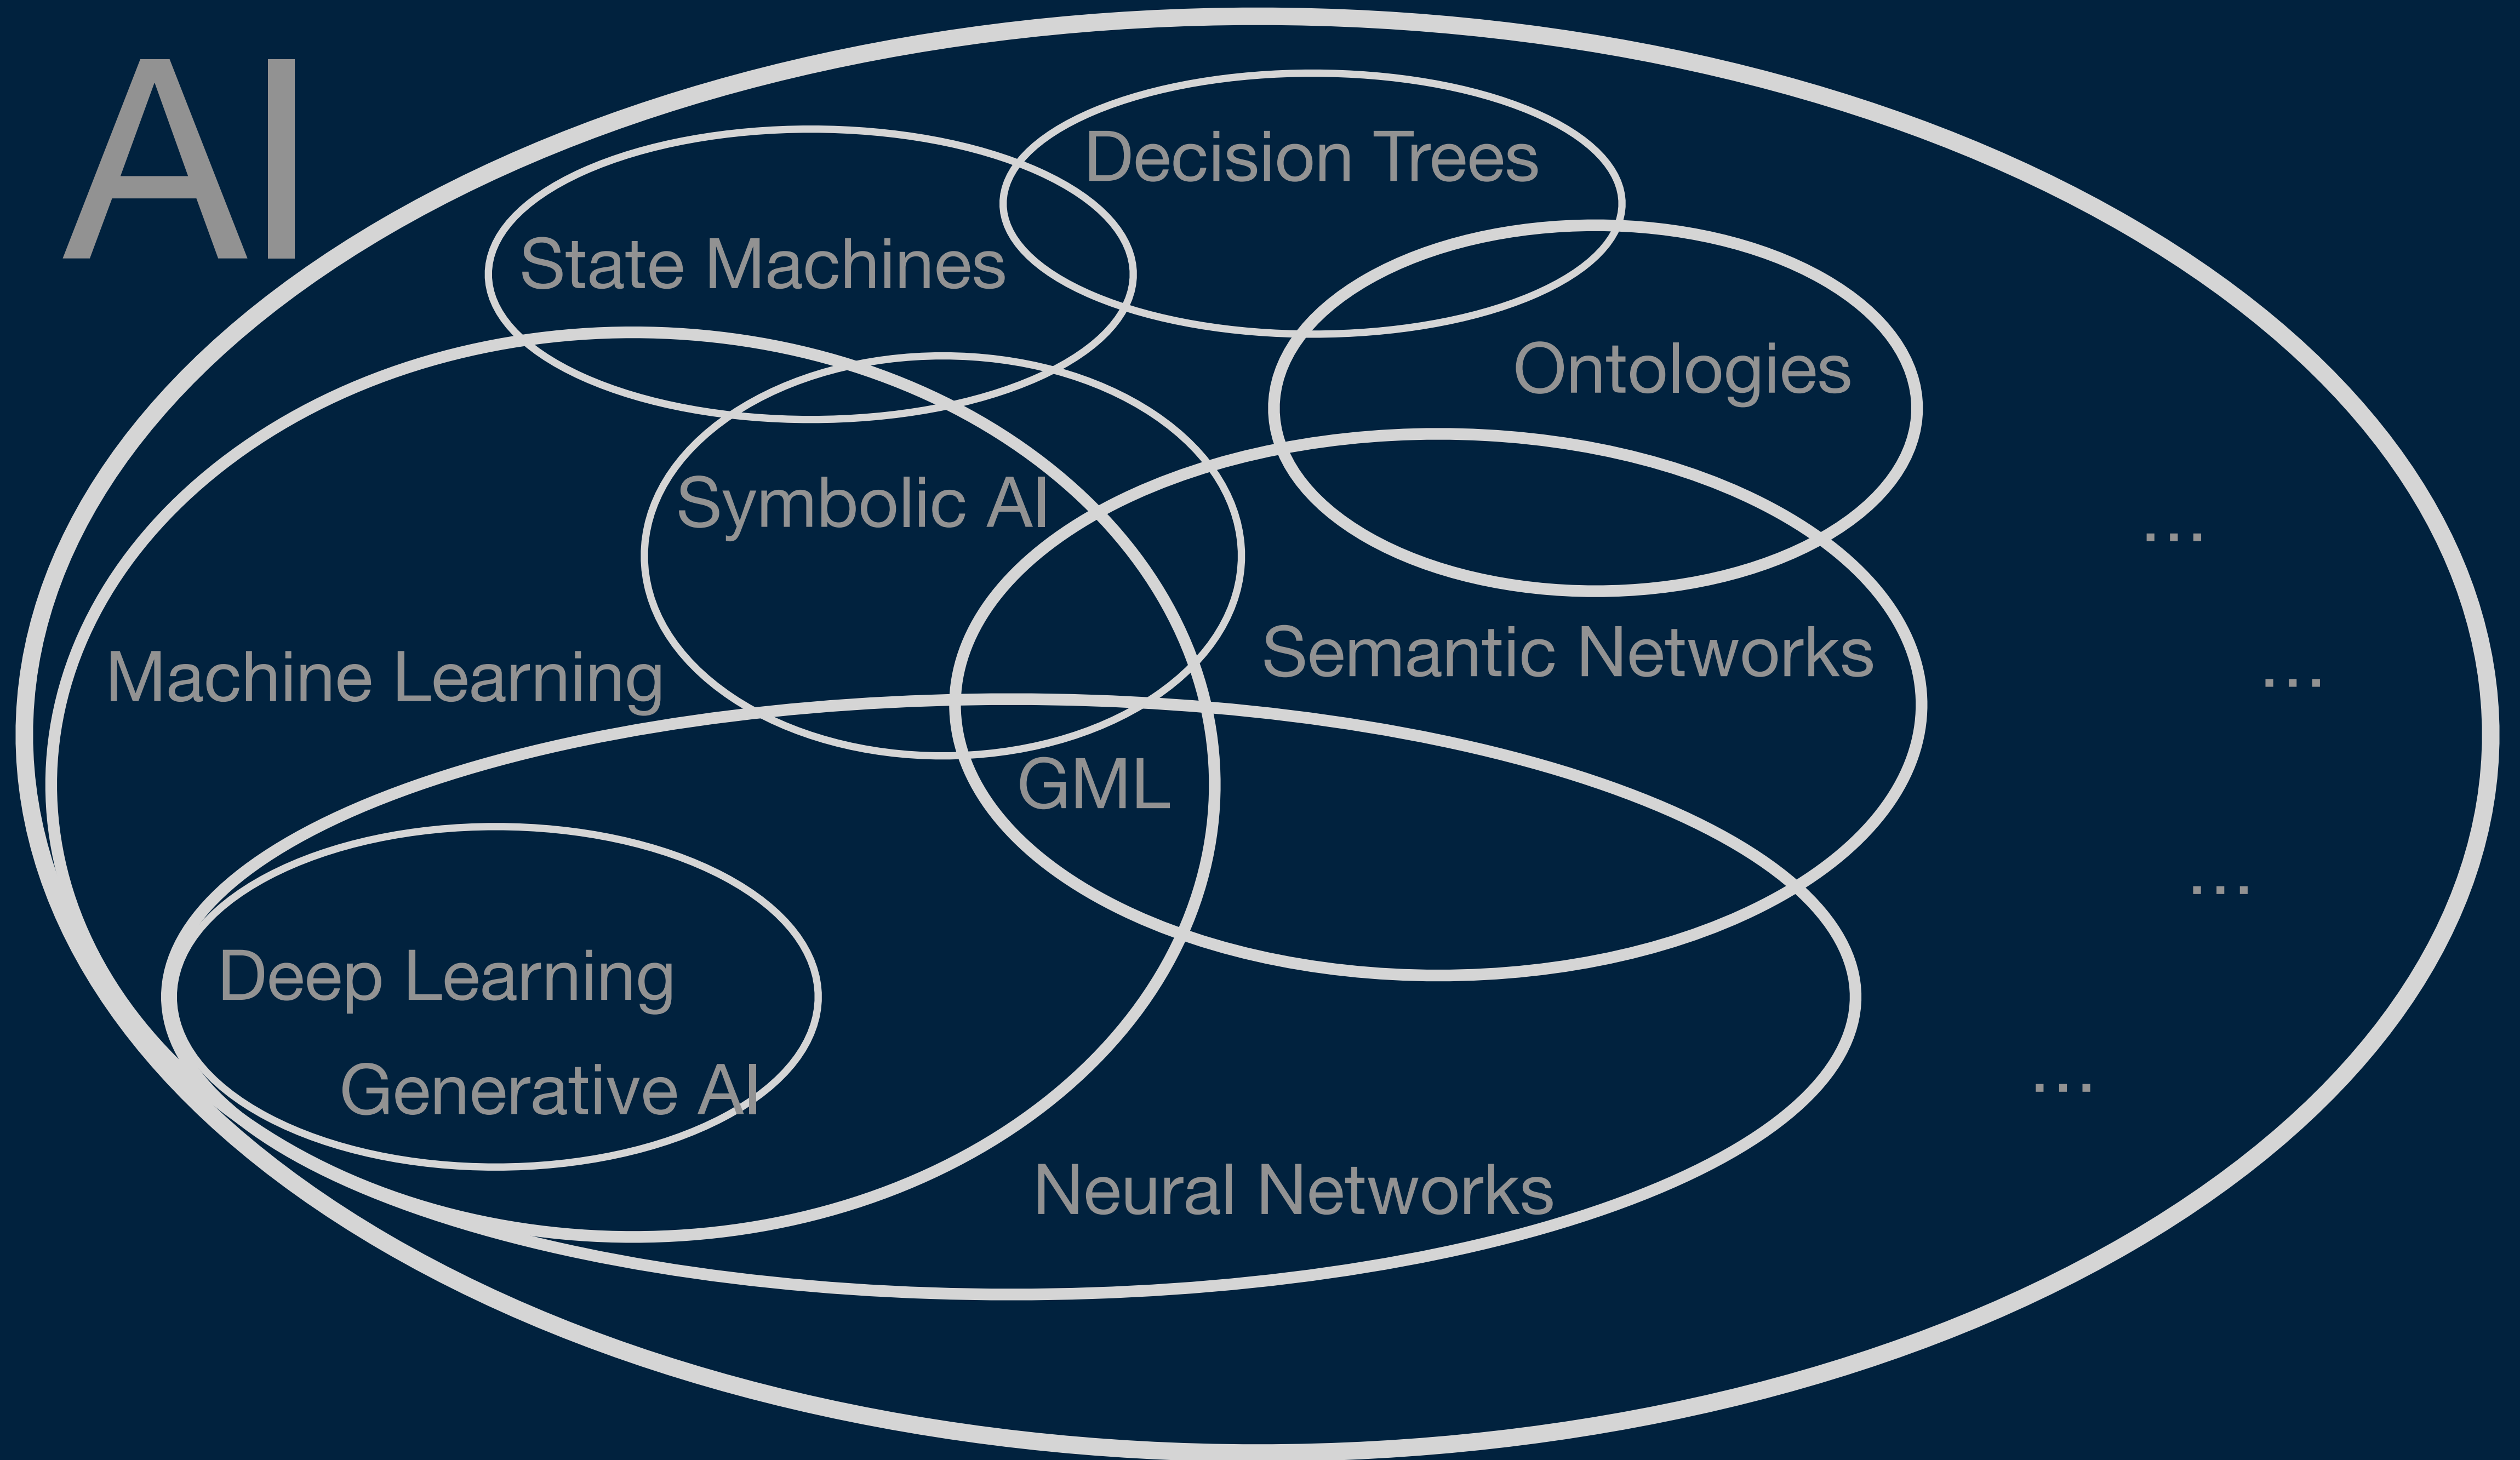 AI
Decision Trees
State Machines
Ontologies
Symbolic AI
...
Semantic Networks
Machine Learning
...
GML
...
Deep Learning
Generative AI
...
Neural Networks